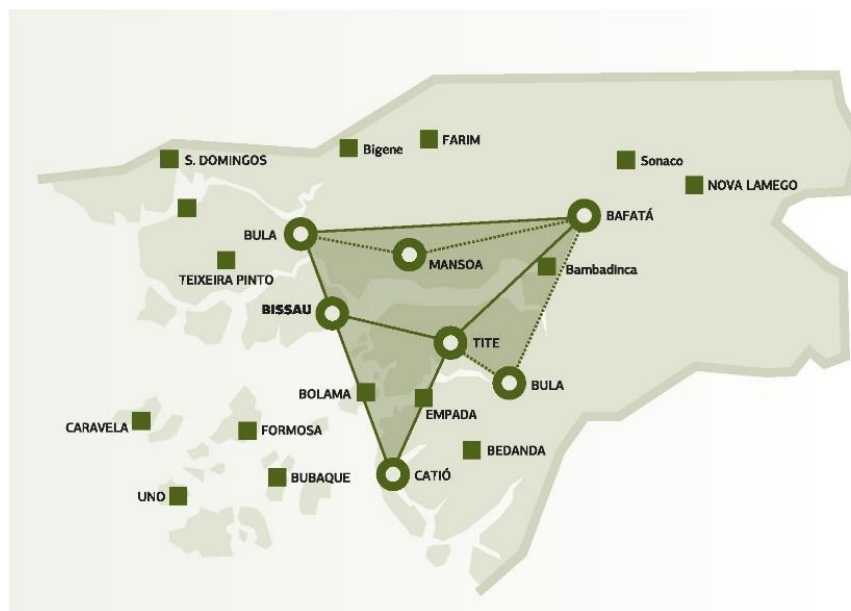 FARIM
Bigene
S. DOMINGOS
Sonaco
NOVA LAMEGO
BAFATÁ
BULA
MANSOA
Bambadinca
TEIXEIRA PINTO
BISSAU
TITE
BULA
BOLAMA
EMPADA
CARAVELA
FORMOSA
BEDANDA
BUBAQUE
CATIÓ
UNO